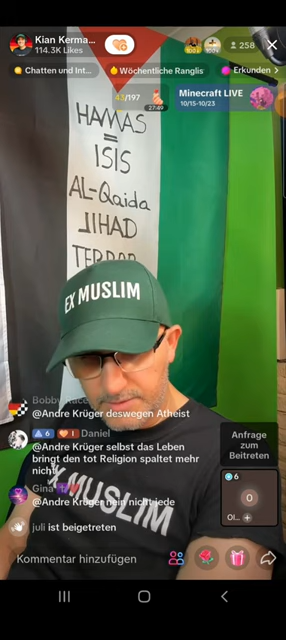 Kian Kerma...
114.3K Likes
258
Chatten und Int...
Wöchentliche Ranglis
Erkunden
/197
27:49
Minecraft LIVE
10/15-10/23
HAMAS
=
ISIS
AL-Qaida
JIHAD
TERROR
EX MUSLIM
EX MUSLIM
Bobby
@Andre Krüger deswegen Atheist
6 1 Daniel
@Andre Krüger selbst das Leben
bringt den tot Religion spaltet mehr
nicht
Gina
@Andre Krüger nein nicht jede
juli ist beigetreten
Anfrage
zum
Beitreten
6
0
Ol... +
Kommentar hinzufügen